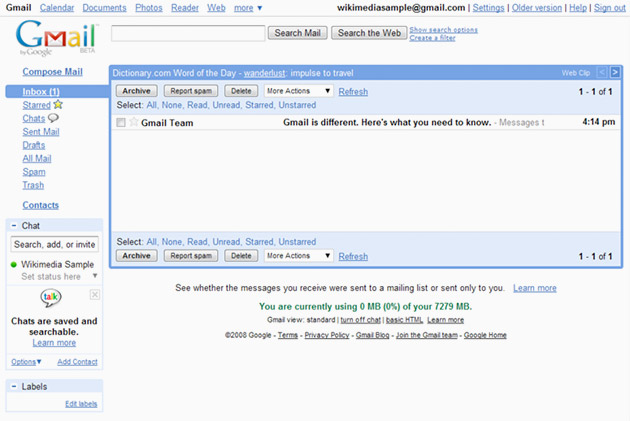 Gmail Calendar Documents Photos Reader Web more ▼
wikimediasample@gmail.com | Settings | Older version | Help | Sign out
Gmail™
by Google BETA
Search Mail Search the Web Show search options
Create a filter
Compose Mail
Inbox (1)
Starred
Chats
Sent Mail
Drafts
All Mail
Spam
Trash
Contacts
− Chat
Search, add, or invite
Wikimedia Sample
Set status here ▼
talk
Chats are saved and
searchable.
Learn more
Options▼ Add Contact
− Labels
Edit labels
Dictionary.com Word of the Day - wanderlust: impulse to travel Web Clip < >
Archive Report spam Delete More Actions ▼ Refresh 1 - 1 of 1
Select: All, None, Read, Unread, Starred, Unstarred
Gmail Team Gmail is different. Here's what you need to know. - Messages t 4:14 pm
Select: All, None, Read, Unread, Starred, Unstarred
Archive Report spam Delete More Actions ▼ Refresh 1 - 1 of 1
See whether the messages you receive were sent to a mailing list or sent only to you. Learn more
You are currently using 0 MB (0%) of your 7279 MB.
Gmail view: standard | turn off chat | basic HTML Learn more
©2008 Google - Terms - Privacy Policy - Gmail Blog - Join the Gmail team - Google Home